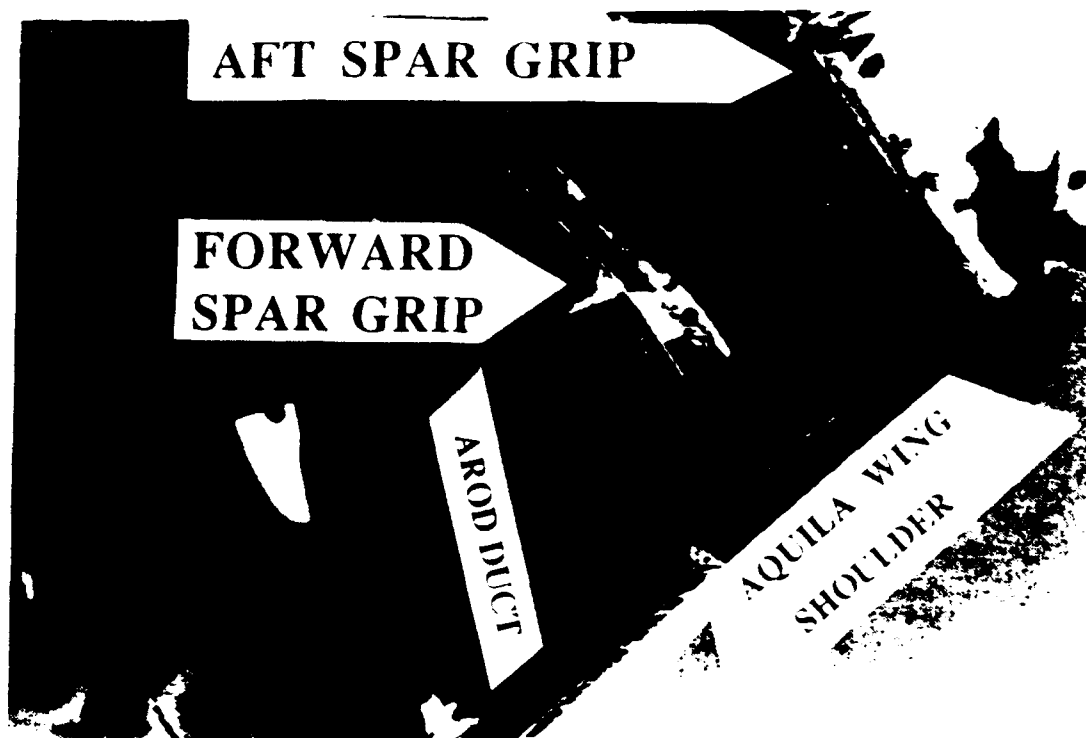 AFT SPAR GRIP
FORWARD
SPAR GRIP
AROD DUCT
AQUILA WING
SHOULDER